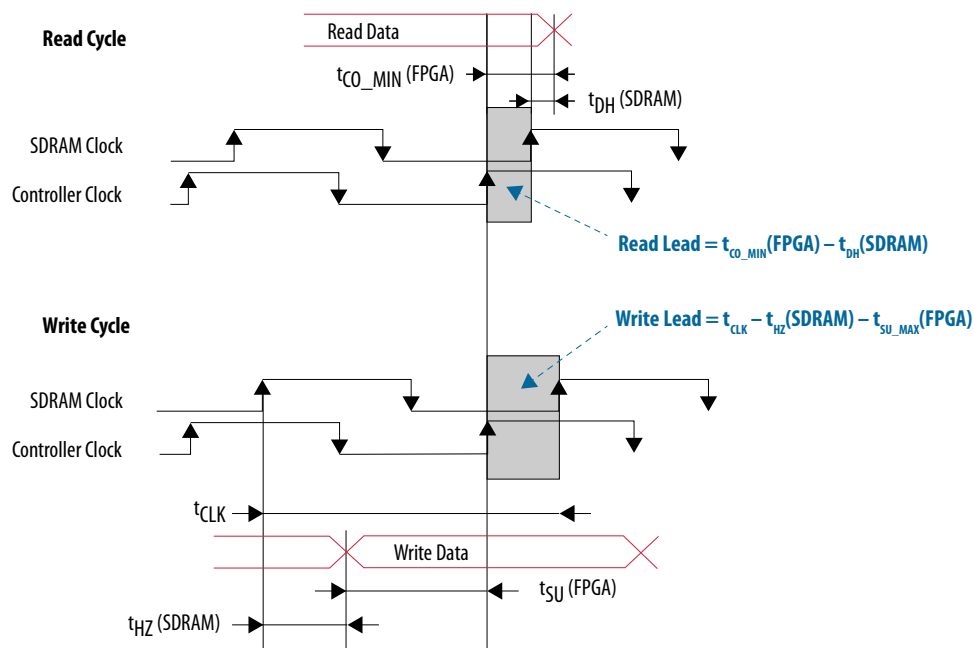 Read Cycle
Read Data
tCO_MIN (FPGA)
tDH (SDRAM)
SDRAM Clock
Controller Clock
Read Lead = tCO_MIN(FPGA) – tDH(SDRAM)
Write Cycle
Write Lead = tCLK – tHZ(SDRAM) – tSU_MAX(FPGA)
SDRAM Clock
Controller Clock
tCLK
Write Data
tSU (FPGA)
tHZ (SDRAM)